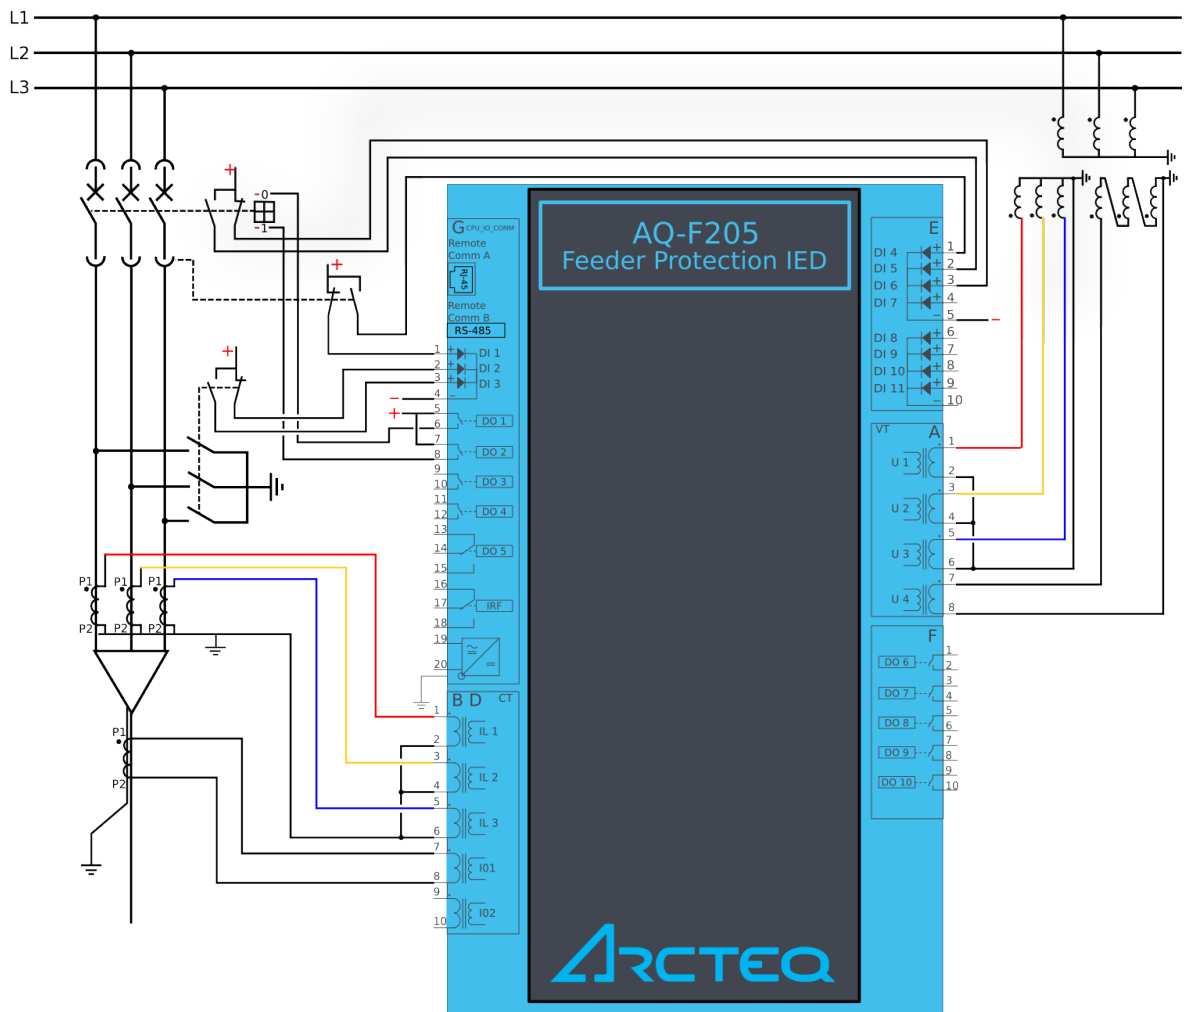 L1
L2
L3
+
-0
-1
+
+
-
+
P1 P1 P1
P2 P2 P2
P1
P2
G CPU_IO_COMM
Remote
Comm A
RJ-45
Remote
Comm B
RS-485
1 + DI 1
2 + DI 2
3 + DI 3
4 -
5
6 DO 1
7
8 DO 2
9
10 DO 3
11
12 DO 4
13
14 DO 5
15
16
17 IRF
18
19
20
B D CT
1
IL 1
2
3
IL 2
4
5
IL 3
6
7
I01
8
9
I02
10
AQ-F205
Feeder Protection IED
ARCTEQ
E
DI 4 + 1
DI 5 + 2
DI 6 + 3
DI 7 + 4
- 5 -
DI 8 + 6
DI 9 + 7
DI 10 + 8
DI 11 + 9
- 10
VT A
1
U 1
2
3
U 2
4
5
U 3
6
7
U 4
8
F
1
DO 6 2
3
DO 7 4
5
DO 8 6
7
DO 9 8
9
DO 10 10